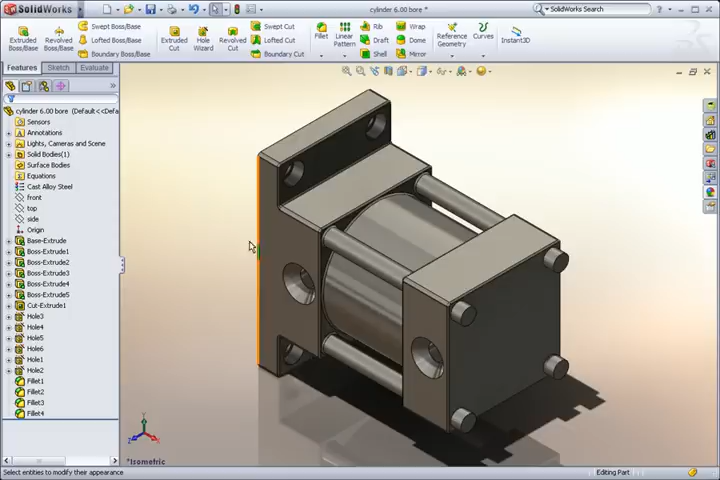 SolidWorks
cylinder 6.00 bore *
SolidWorks Search
Extruded Boss/Base
Revolved Boss/Base
Swept Boss/Base
Lofted Boss/Base
Boundary Boss/Base
Extruded Cut
Hole Wizard
Revolved Cut
Swept Cut
Lofted Cut
Boundary Cut
Fillet
Linear Pattern
Rib
Draft
Shell
Wrap
Dome
Mirror
Reference Geometry
Curves
Instant3D
Features
Sketch
Evaluate
cylinder 6.00 bore (Default<<Defa
Sensors
Annotations
Lights, Cameras and Scene
Solid Bodies(1)
Surface Bodies
Equations
Cast Alloy Steel
front
top
side
Origin
Base-Extrude
Boss-Extrude1
Boss-Extrude2
Boss-Extrude3
Boss-Extrude4
Boss-Extrude5
Cut-Extrude1
Hole3
Hole4
Hole5
Hole6
Hole1
Hole2
Fillet1
Fillet2
Fillet3
Fillet4
Y
X
Z
*Isometric
Select entities to modify their appearance
Editing Part